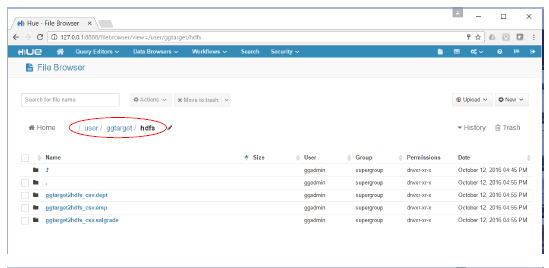 Hue - File Browser
127.0.0.1:8888/filebrowser/view=/user/ggtarget/hdfs
HUE Query Editors Data Browsers Workflows Search Security
File Browser
Search for file name Actions Move to trash Upload New
Home / user / ggtarget / hdfs History Trash
Name Size User Group Permissions Date
ggadmin supergroup drwxr-xr-x October 12, 2016 04:45 PM
. ggadmin supergroup drwxr-xr-x October 12, 2016 04:55 PM
ggtarget2hdfs_csv.dept ggadmin supergroup drwxr-xr-x October 12, 2016 04:55 PM
ggtarget2hdfs_csv.emp ggadmin supergroup drwxr-xr-x October 12, 2016 04:55 PM
ggtarget2hdfs_csv.salgrade ggadmin supergroup drwxr-xr-x October 12, 2016 04:55 PM